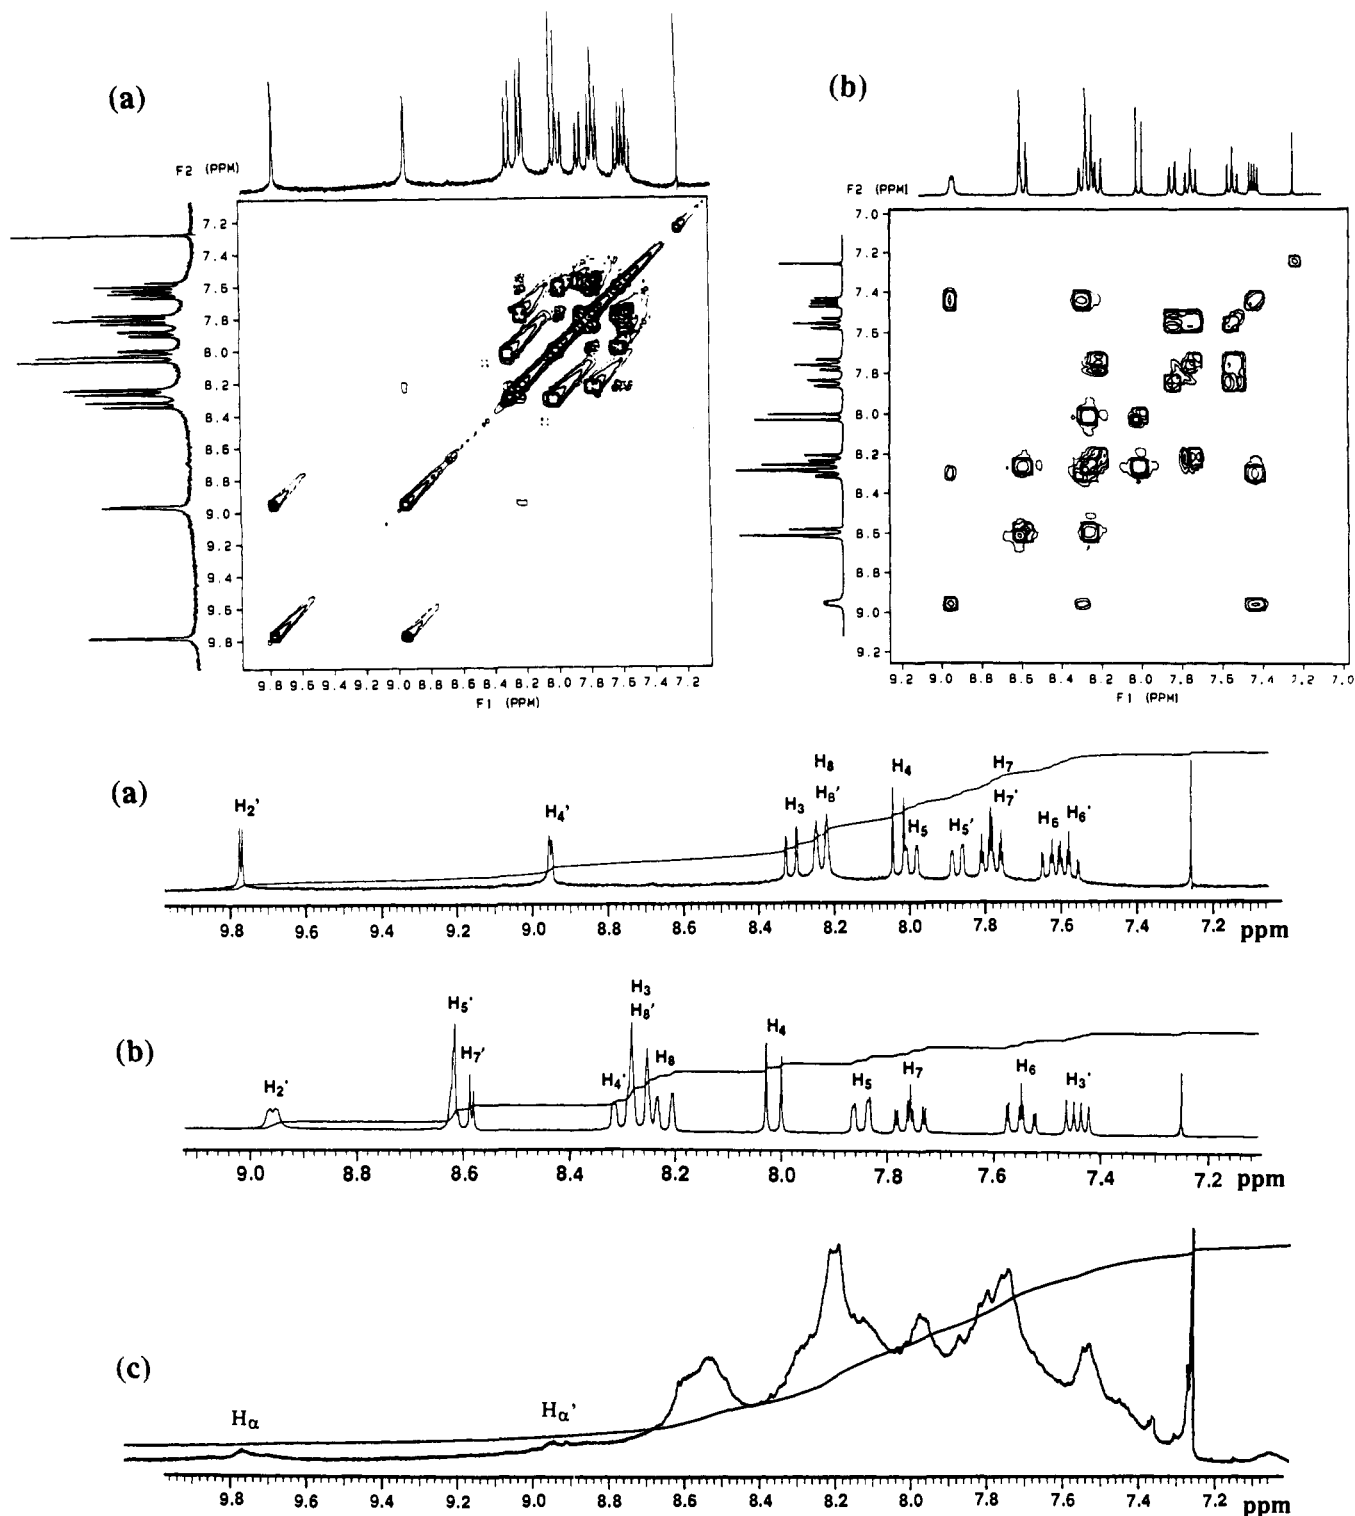 (a)
F2 (PPM)
7.2
7.4
7.6
7.8
8.0
8.2
8.4
8.6
8.8
9.0
9.2
9.4
9.6
9.8
9.8 9.6 9.4 9.2 9.0 8.8 8.6 8.4 8.2 8.0 7.8 7.6 7.4 7.2
F1 (PPM)
(b)
F2 (PPM)
7.0
7.2
7.4
7.6
7.8
8.0
8.2
8.4
8.6
8.8
9.0
9.2
9.2 9.0 8.8 8.6 8.4 8.2 8.0 7.8 7.6 7.4 7.2 7.0
F1 (PPM)
(a)
H2' H4' H3 H8 H8' H4 H5 H5' H7 H7' H6 H6'
9.8 9.6 9.4 9.2 9.0 8.8 8.6 8.4 8.2 8.0 7.8 7.6 7.4 7.2 ppm
(b)
H2' H5' H7' H4' H3 H8' H8 H4 H5 H7 H6 H3'
9.0 8.8 8.6 8.4 8.2 8.0 7.8 7.6 7.4 7.2 ppm
(c)
Hα Hα'
9.8 9.6 9.4 9.2 9.0 8.8 8.6 8.4 8.2 8.0 7.8 7.6 7.4 7.2 ppm